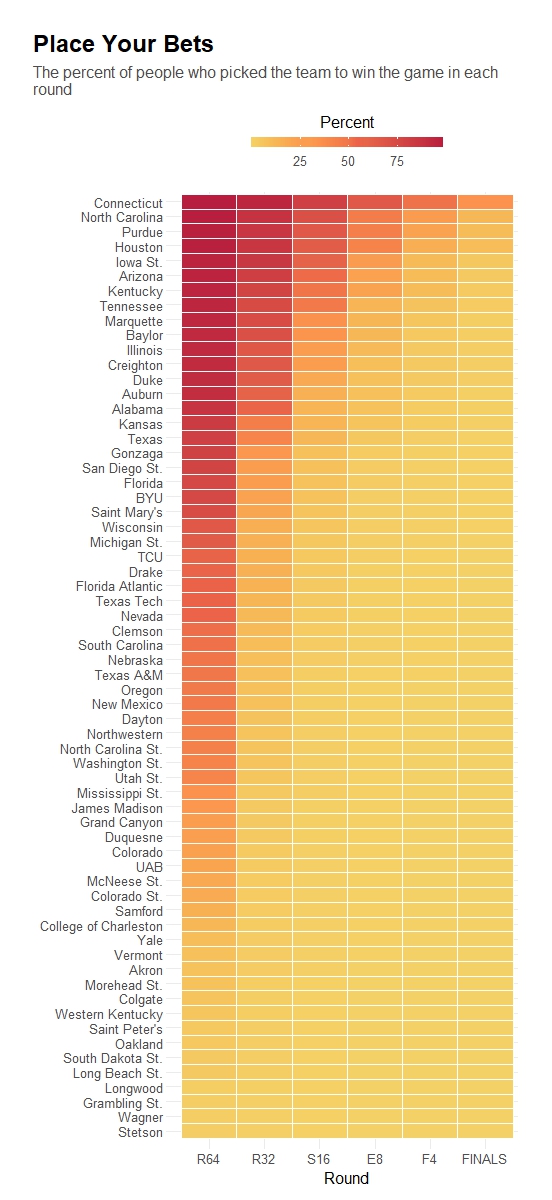 Place Your Bets
The percent of people who picked the team to win the game in each
round
Percent
25 50 75
Connecticut
North Carolina
Purdue
Houston
Iowa St.
Arizona
Kentucky
Tennessee
Marquette
Baylor
Illinois
Creighton
Duke
Auburn
Alabama
Kansas
Texas
Gonzaga
San Diego St.
Florida
BYU
Saint Mary's
Wisconsin
Michigan St.
TCU
Drake
Florida Atlantic
Texas Tech
Nevada
Clemson
South Carolina
Nebraska
Texas A&M
Oregon
New Mexico
Dayton
Northwestern
North Carolina St.
Washington St.
Utah St.
Mississippi St.
James Madison
Grand Canyon
Duquesne
Colorado
UAB
McNeese St.
Colorado St.
Samford
College of Charleston
Yale
Vermont
Akron
Morehead St.
Colgate
Western Kentucky
Saint Peter's
Oakland
South Dakota St.
Long Beach St.
Longwood
Grambling St.
Wagner
Stetson
R64 R32 S16 E8 F4 FINALS
Round